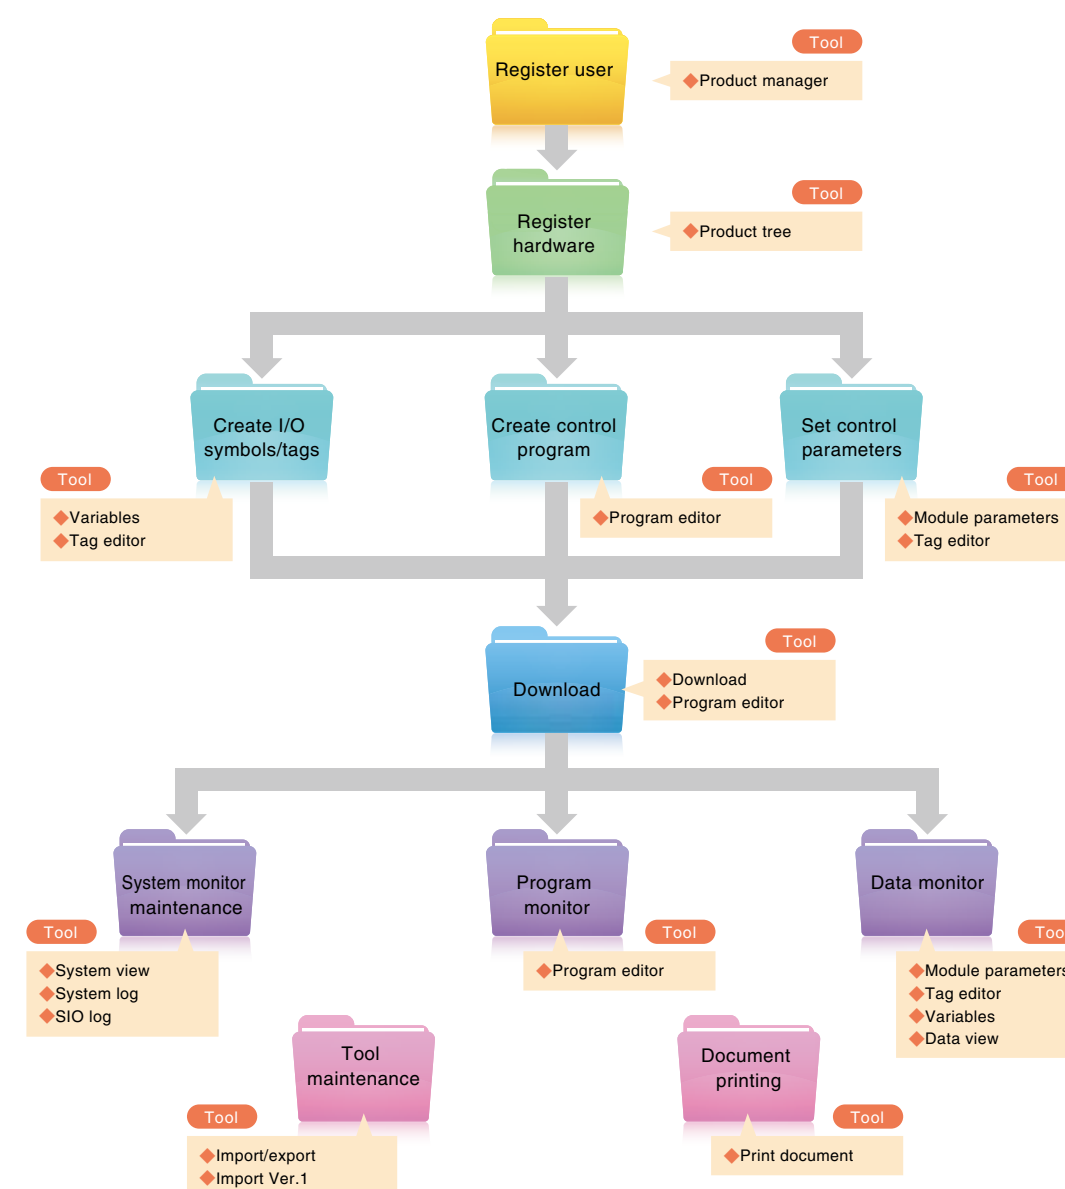 Register user
Tool
Product manager
Register
hardware
Tool
Product tree
Create I/O
symbols/tags
Tool
Variables
Tag editor
Create control
program
Tool
Program editor
Set control
parameters
Tool
Module parameters
Tag editor
Download
Tool
Download
Program editor
System monitor
maintenance
Tool
System view
System log
SIO log
Program
monitor
Tool
Program editor
Data monitor
Too
Module parameters
Tag editor
Variables
Data view
Tool
maintenance
Tool
Import/export
Import Ver.1
Document
printing
Tool
Print document